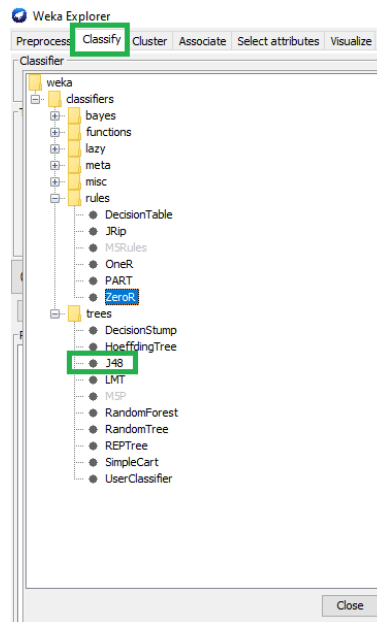 Weka Explorer
Preprocess Classify Cluster Associate Select attributes Visualize
Classifier
weka
classifiers
bayes
functions
lazy
meta
misc
rules
DecisionTable
JRip
M5Rules
OneR
PART
ZeroR
trees
DecisionStump
HoeffdingTree
J48
LMT
M5P
RandomForest
RandomTree
REPTree
SimpleCart
UserClassifier
Close